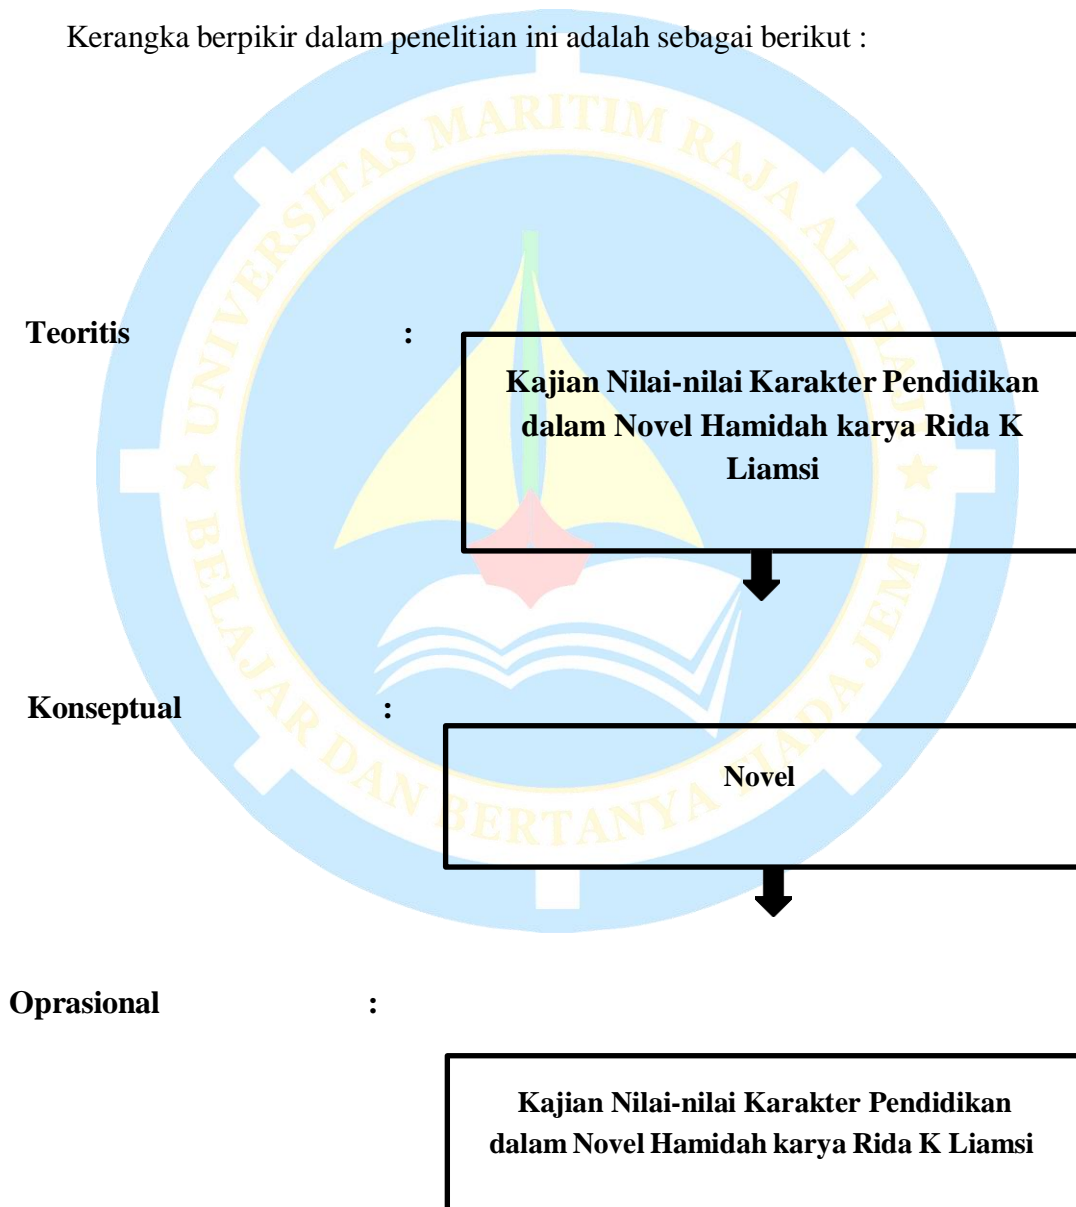 Kerangka berpikir dalam penelitian ini adalah sebagai berikut :
UNIVERSITAS MARITIM RAJA ALI HAJI
Teoritis :
Kajian Nilai-nilai Karakter Pendidikan
dalam Novel Hamidah karya Rida K
Liamsi
Konseptual :
Novel
BELAJAR DAN BERTANYA TIADA JEMU
Oprasional :
Kajian Nilai-nilai Karakter Pendidikan
dalam Novel Hamidah karya Rida K Liamsi